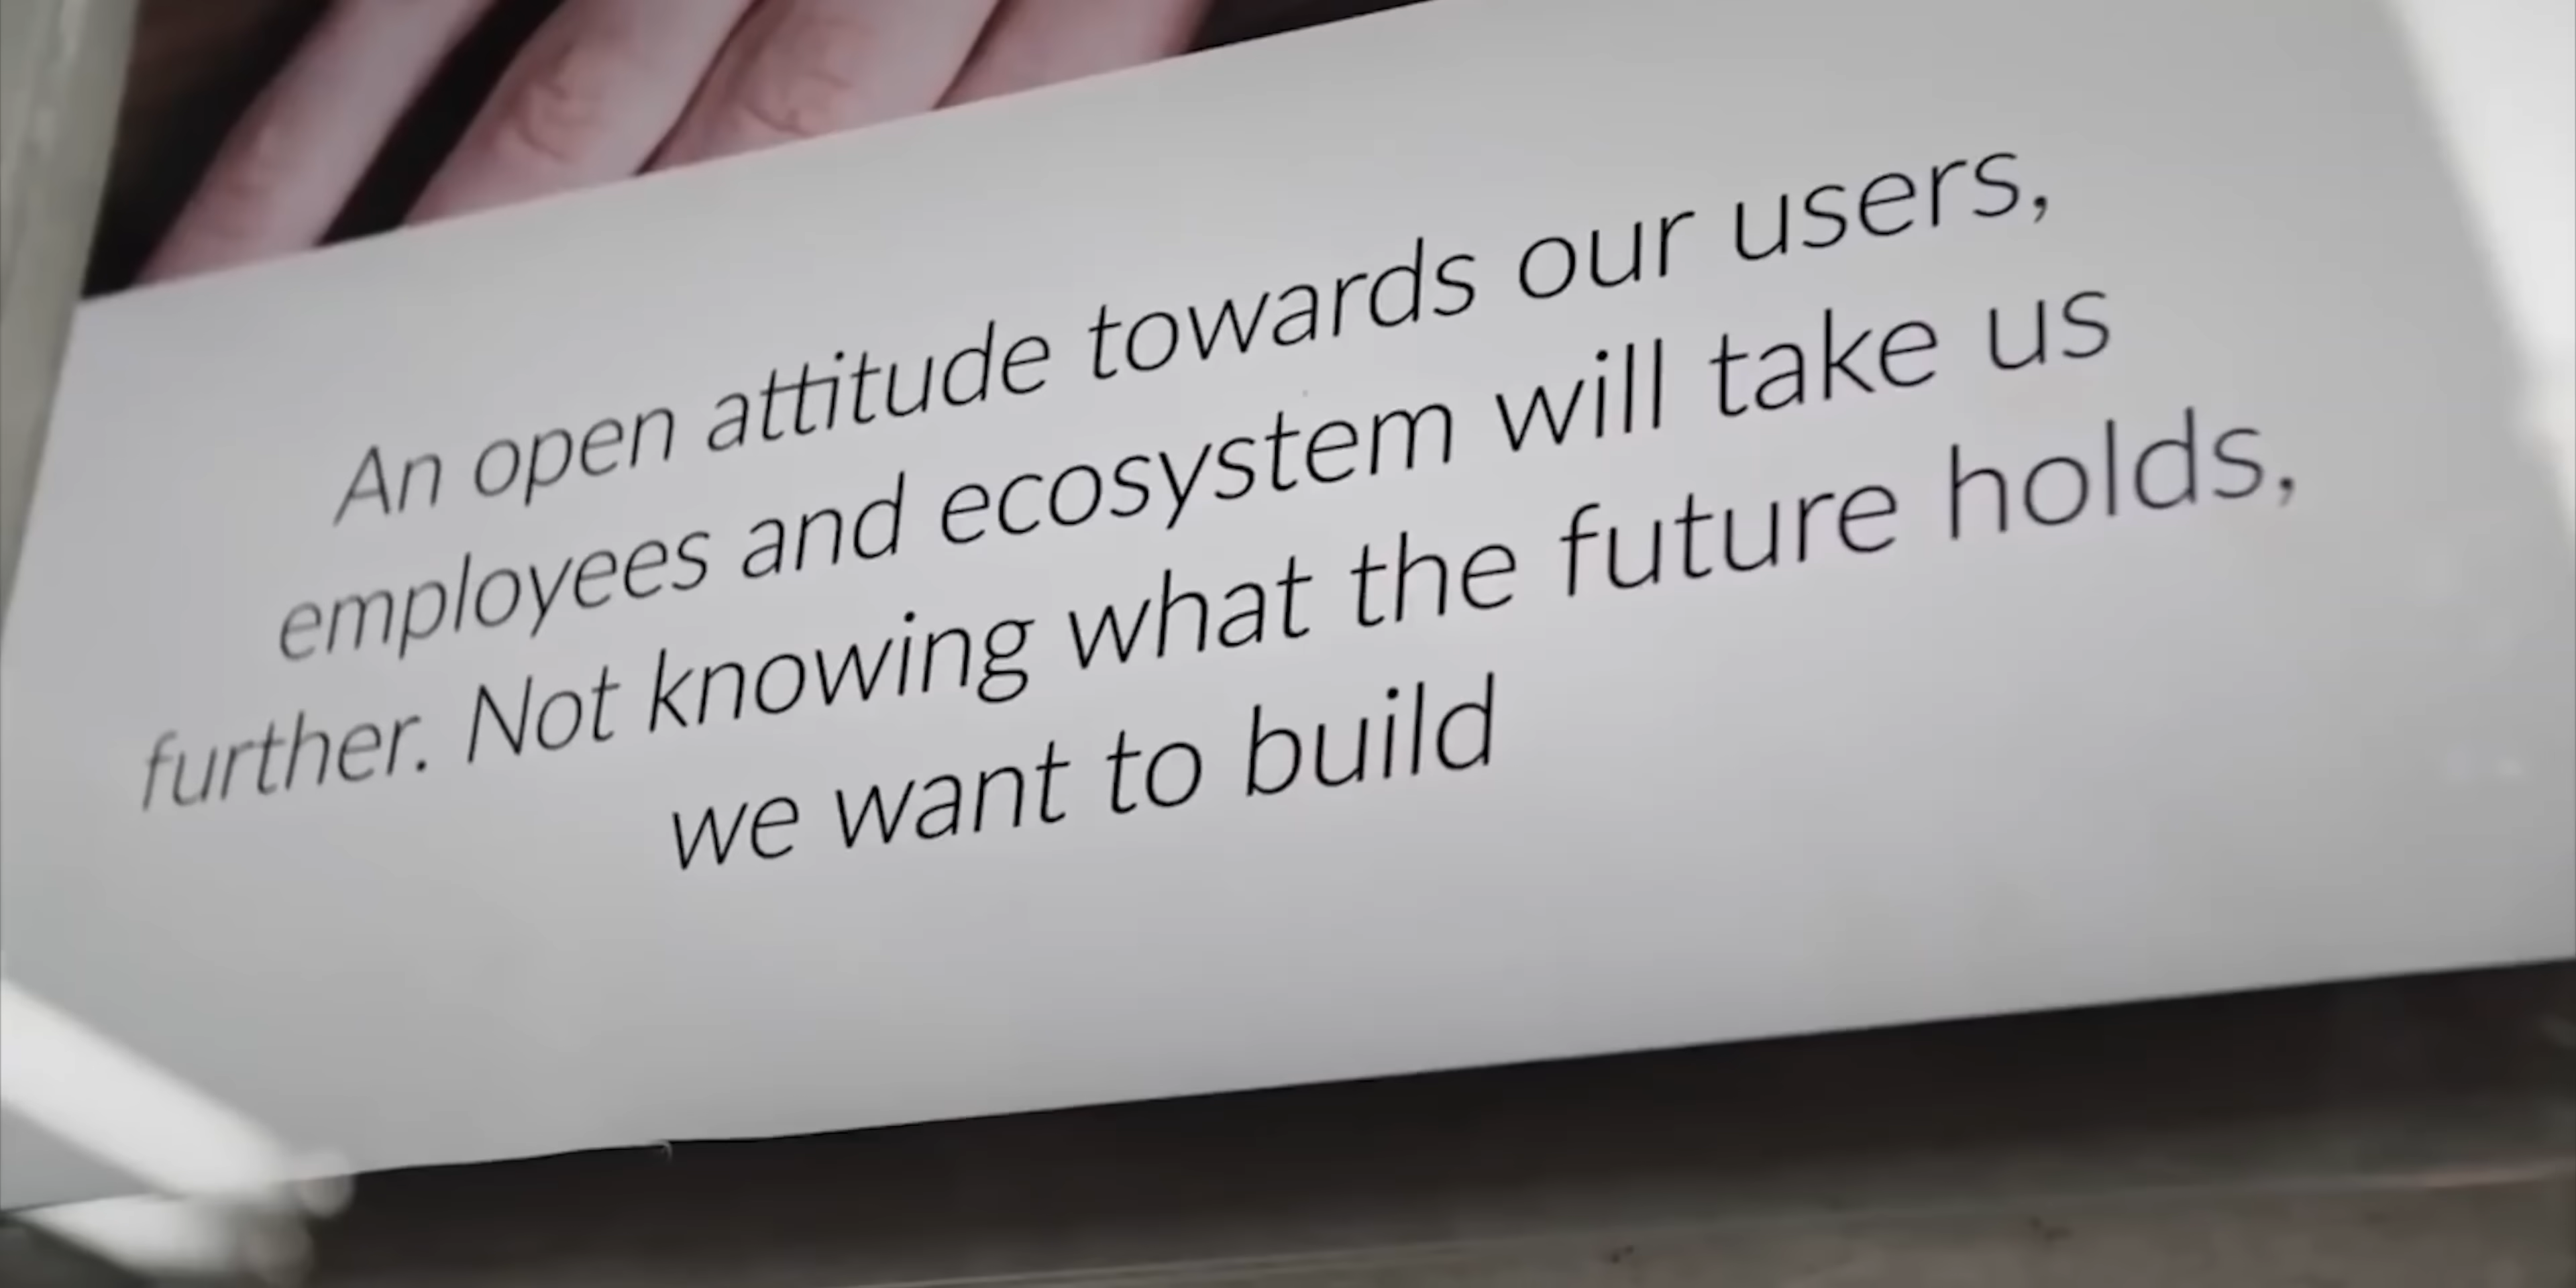 An open attitude towards our users,
employees and ecosystem will take us
further. Not knowing what the future holds,
we want to build